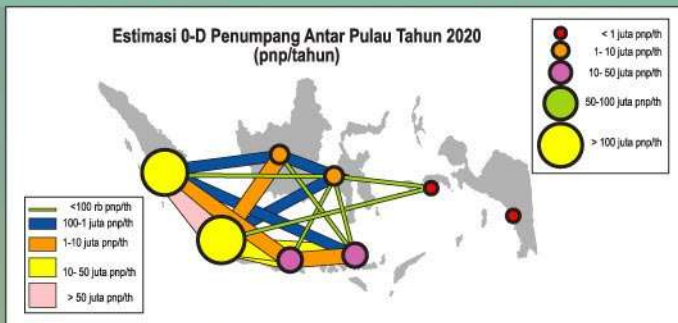 Estimasi 0-D Penumpang Antar Pulau Tahun 2020
(pnp/tahun)
< 1 juta pnp/th
1- 10 juta pnp/th
10- 50 juta pnp/th
50-100 juta pnp/th
> 100 juta pnp/th
<100 rb pnp/th
100-1 juta pnp/th
1-10 juta pnp/th
10- 50 juta pnp/th
> 50 juta pnp/th